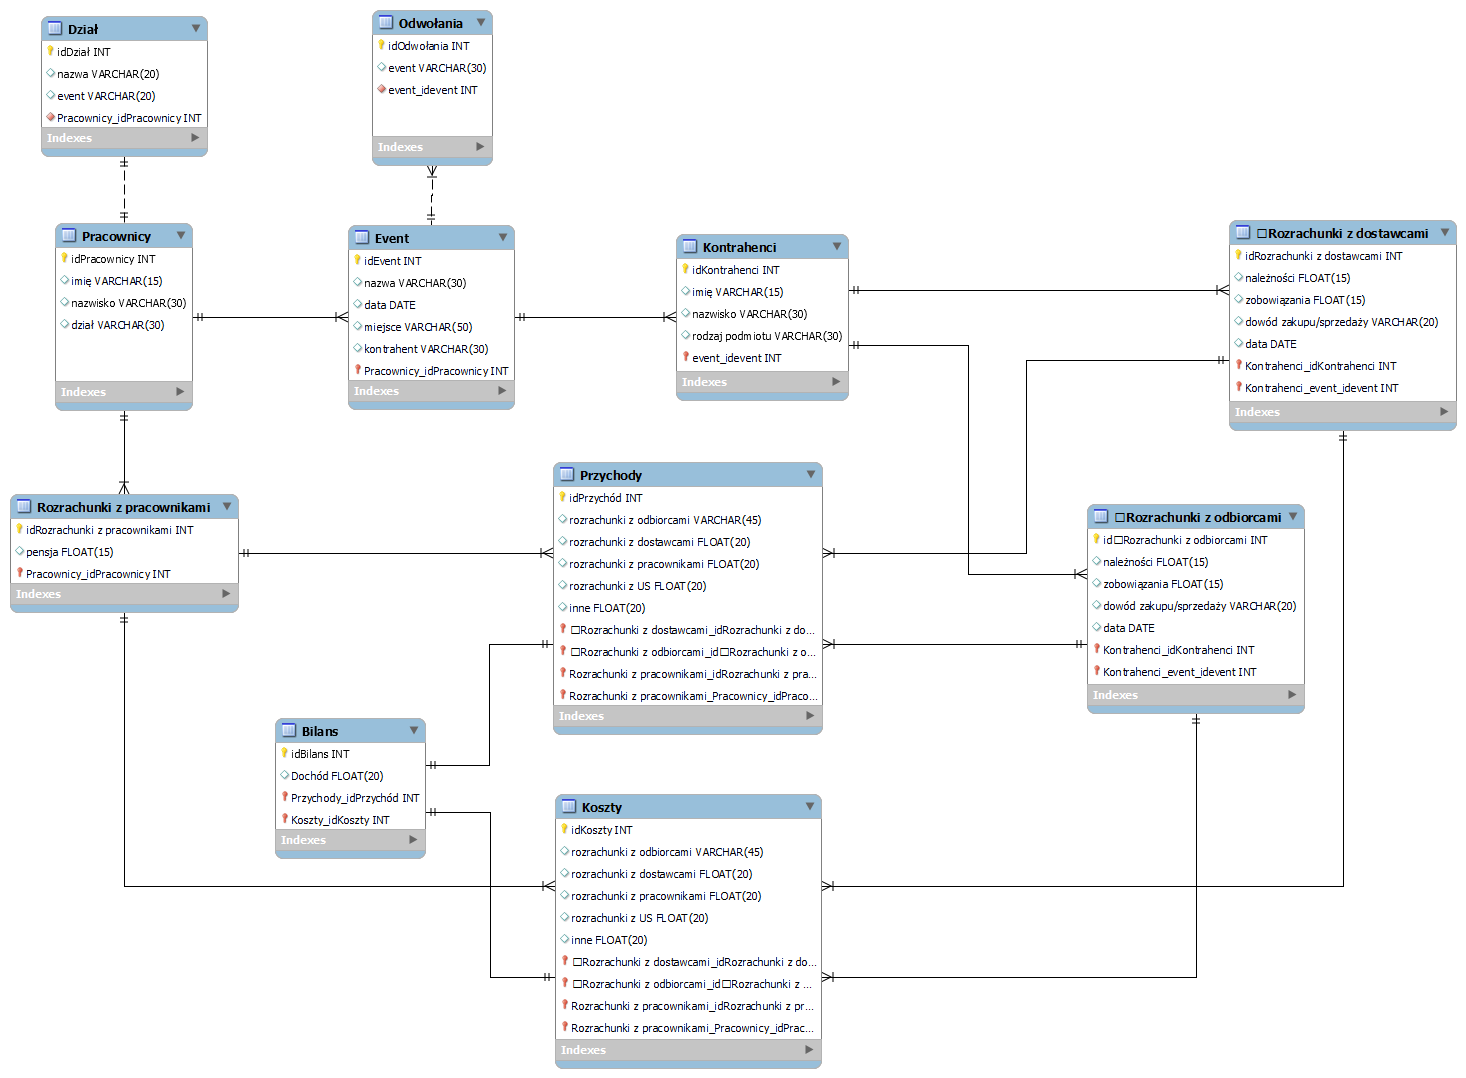 Dział
idDział INT
nazwa VARCHAR(20)
event VARCHAR(20)
Pracownicy_idPracownicy INT
Indexes
Odwołania
idOdwołania INT
event VARCHAR(30)
event_idevent INT
Indexes
Pracownicy
idPracownicy INT
imię VARCHAR(15)
nazwisko VARCHAR(30)
dział VARCHAR(30)
Indexes
Event
idEvent INT
nazwa VARCHAR(30)
data DATE
miejsce VARCHAR(50)
kontrahent VARCHAR(30)
Pracownicy_idPracownicy INT
Indexes
Kontrahenci
idKontrahenci INT
imię VARCHAR(15)
nazwisko VARCHAR(30)
rodzaj podmiotu VARCHAR(30)
event_idevent INT
Indexes
□Rozrachunki z dostawcami
idRozrachunki z dostawcami INT
należności FLOAT(15)
zobowiązania FLOAT(15)
dowód zakupu/sprzedaży VARCHAR(20)
data DATE
Kontrahenci_idKontrahenci INT
Kontrahenci_event_idevent INT
Indexes
Rozrachunki z pracownikami
idRozrachunki z pracownikami INT
pensja FLOAT(15)
Pracownicy_idPracownicy INT
Indexes
Przychody
idPrzychód INT
rozrachunki z odbiorcami VARCHAR(45)
rozrachunki z dostawcami FLOAT(20)
rozrachunki z pracownikami FLOAT(20)
rozrachunki z US FLOAT(20)
inne FLOAT(20)
□Rozrachunki z dostawcami_idRozrachunki z do...
□Rozrachunki z odbiorcami_id□Rozrachunki z o...
Rozrachunki z pracownikami_idRozrachunki z pra...
Rozrachunki z pracownikami_Pracownicy_idPraco...
Indexes
□Rozrachunki z odbiorcami
id□Rozrachunki z odbiorcami INT
należności FLOAT(15)
zobowiązania FLOAT(15)
dowód zakupu/sprzedaży VARCHAR(20)
data DATE
Kontrahenci_idKontrahenci INT
Kontrahenci_event_idevent INT
Indexes
Bilans
idBilans INT
Dochód FLOAT(20)
Przychody_idPrzychód INT
Koszty_idKoszty INT
Indexes
Koszty
idKoszty INT
rozrachunki z odbiorcami VARCHAR(45)
rozrachunki z dostawcami FLOAT(20)
rozrachunki z pracownikami FLOAT(20)
rozrachunki z US FLOAT(20)
inne FLOAT(20)
□Rozrachunki z dostawcami_idRozrachunki z do...
□Rozrachunki z odbiorcami_id□Rozrachunki z ...
Rozrachunki z pracownikami_idRozrachunki z pr...
Rozrachunki z pracownikami_Pracownicy_idPrac...
Indexes